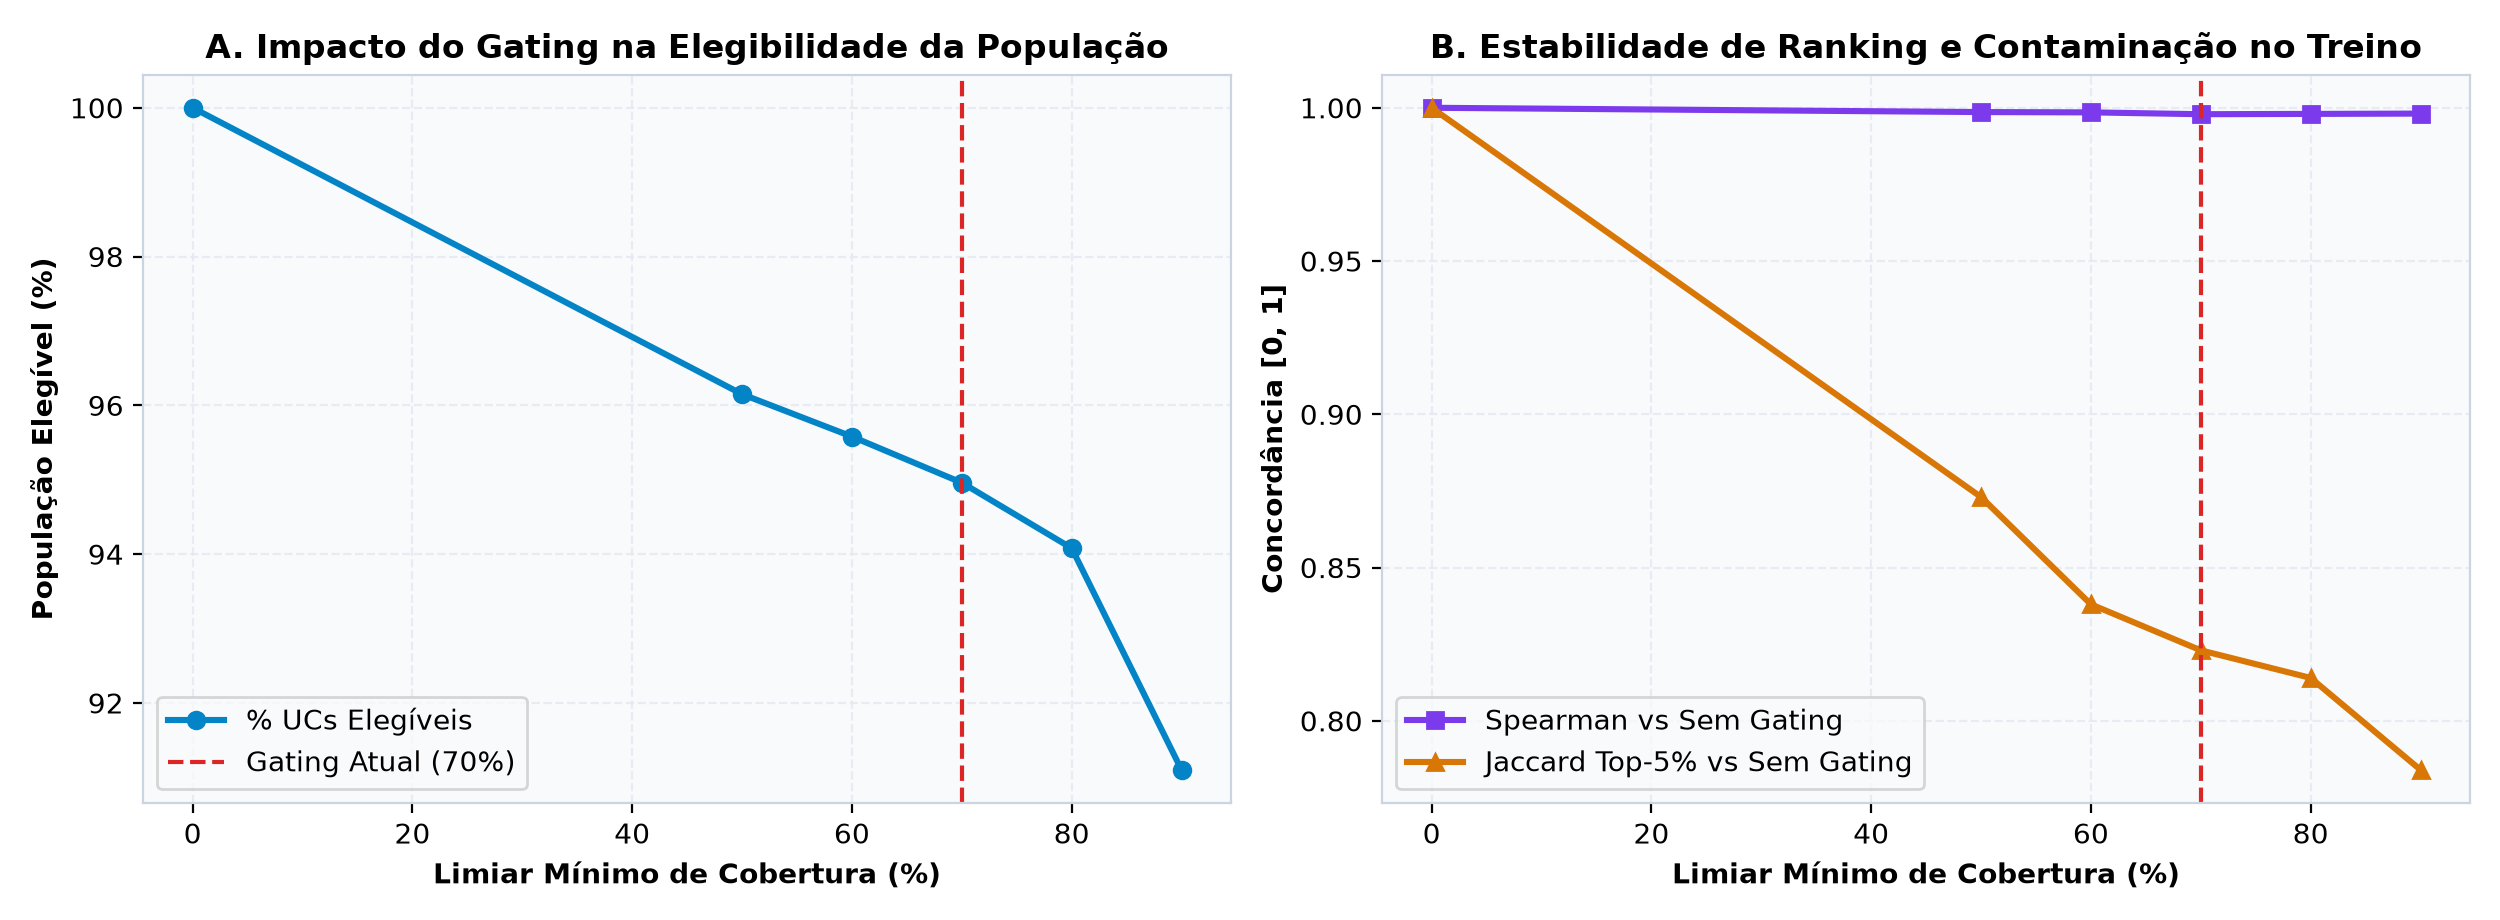 A. Impacto do Gating na Elegibilidade da População
População Elegível (%)
100
98
96
94
92
% UCs Elegíveis
Gating Atual (70%)
0 20 40 60 80
Limiar Mínimo de Cobertura (%)
B. Estabilidade de Ranking e Contaminação no Treino
Concordância [0, 1]
1.00
0.95
0.90
0.85
0.80
Spearman vs Sem Gating
Jaccard Top-5% vs Sem Gating
0 20 40 60 80
Limiar Mínimo de Cobertura (%)